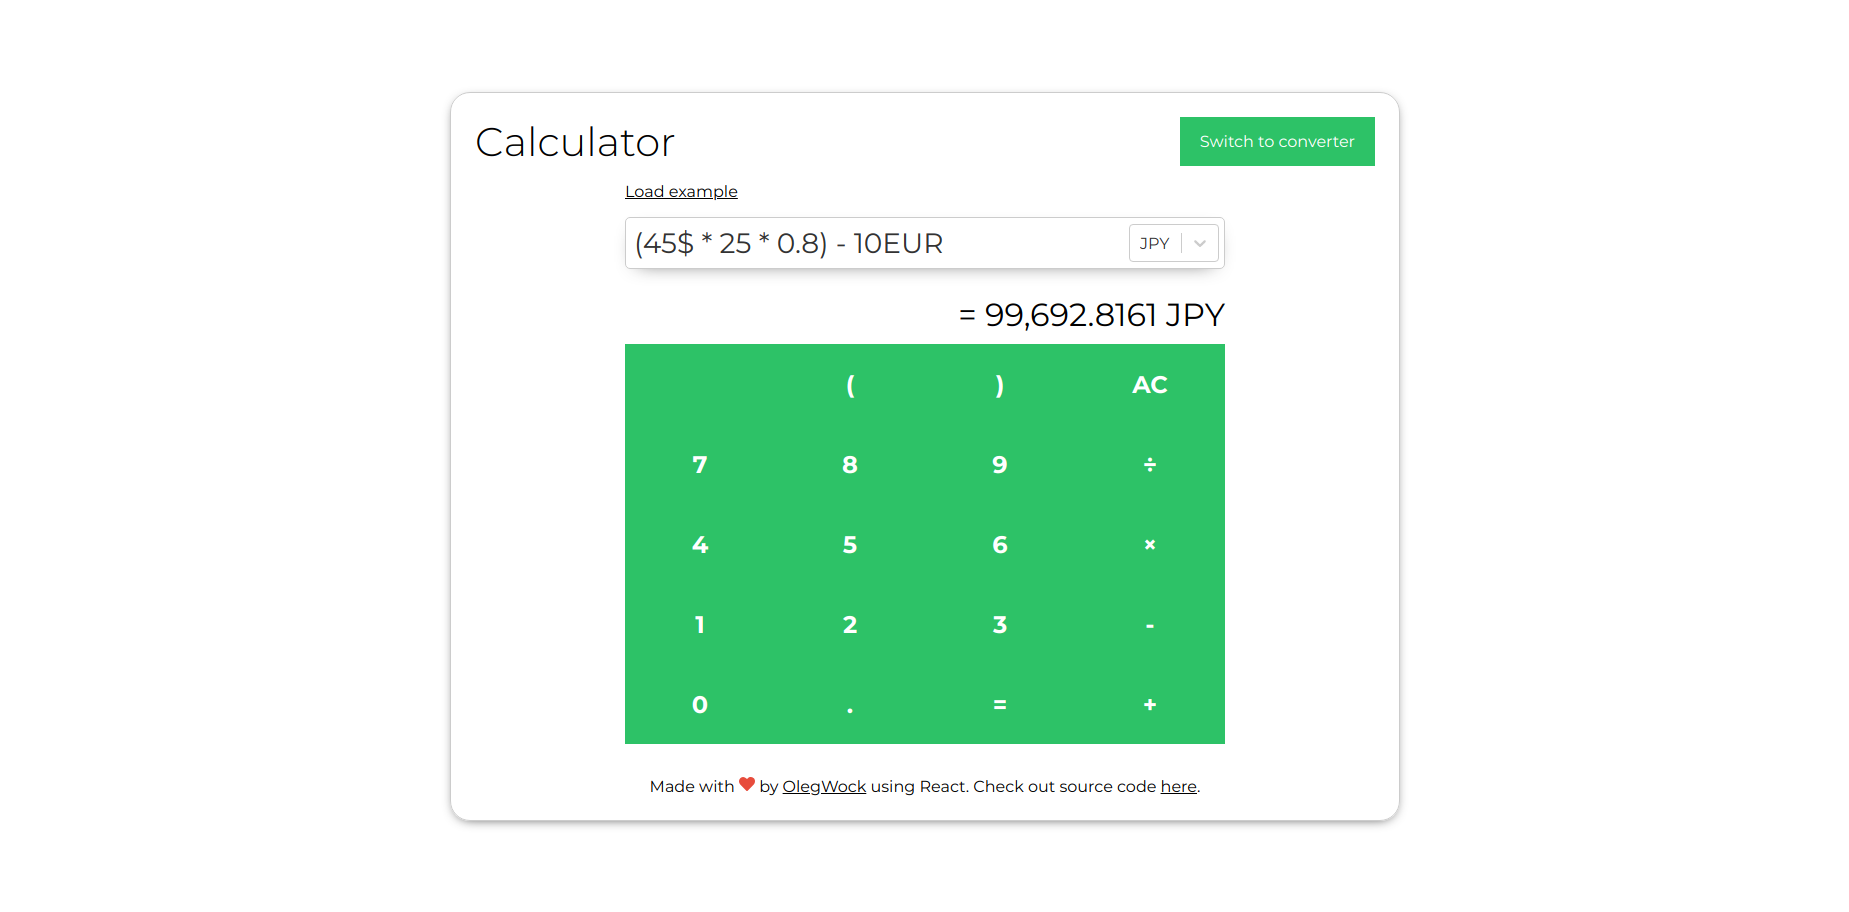 Calculator
Switch to converter
Load example
(45$ * 25 * 0.8) - 10EUR
JPY
= 99,692.8161 JPY
( ) AC
7 8 9 ÷
4 5 6 ×
1 2 3 -
0 . = +
Made with ❤ by OlegWock using React. Check out source code here.